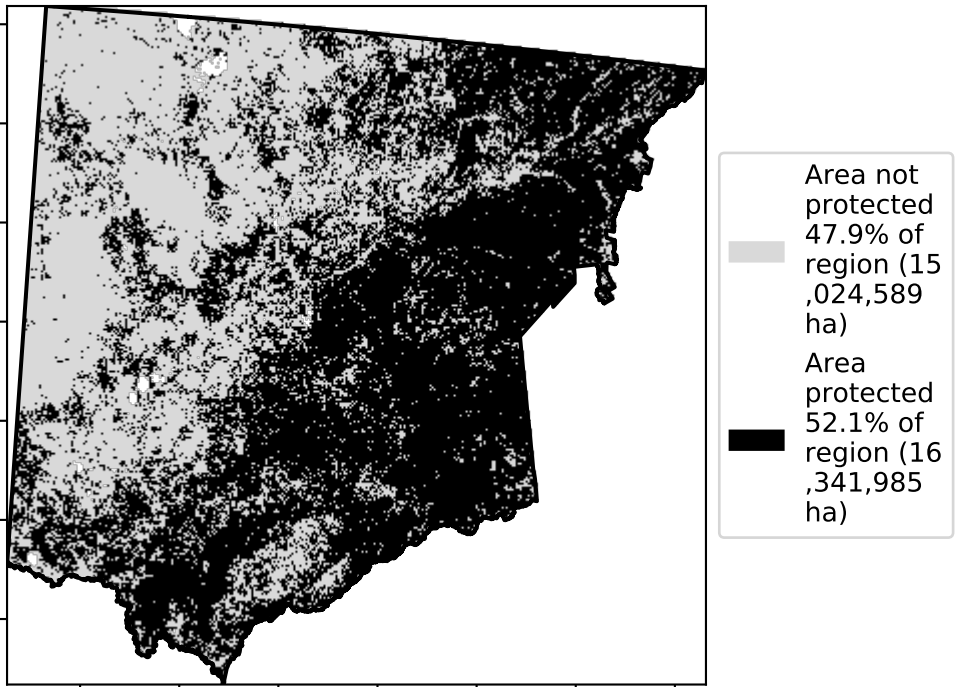 Area not
protected
47.9% of
region (15
,024,589
ha)
Area
protected
52.1% of
region (16
,341,985
ha)